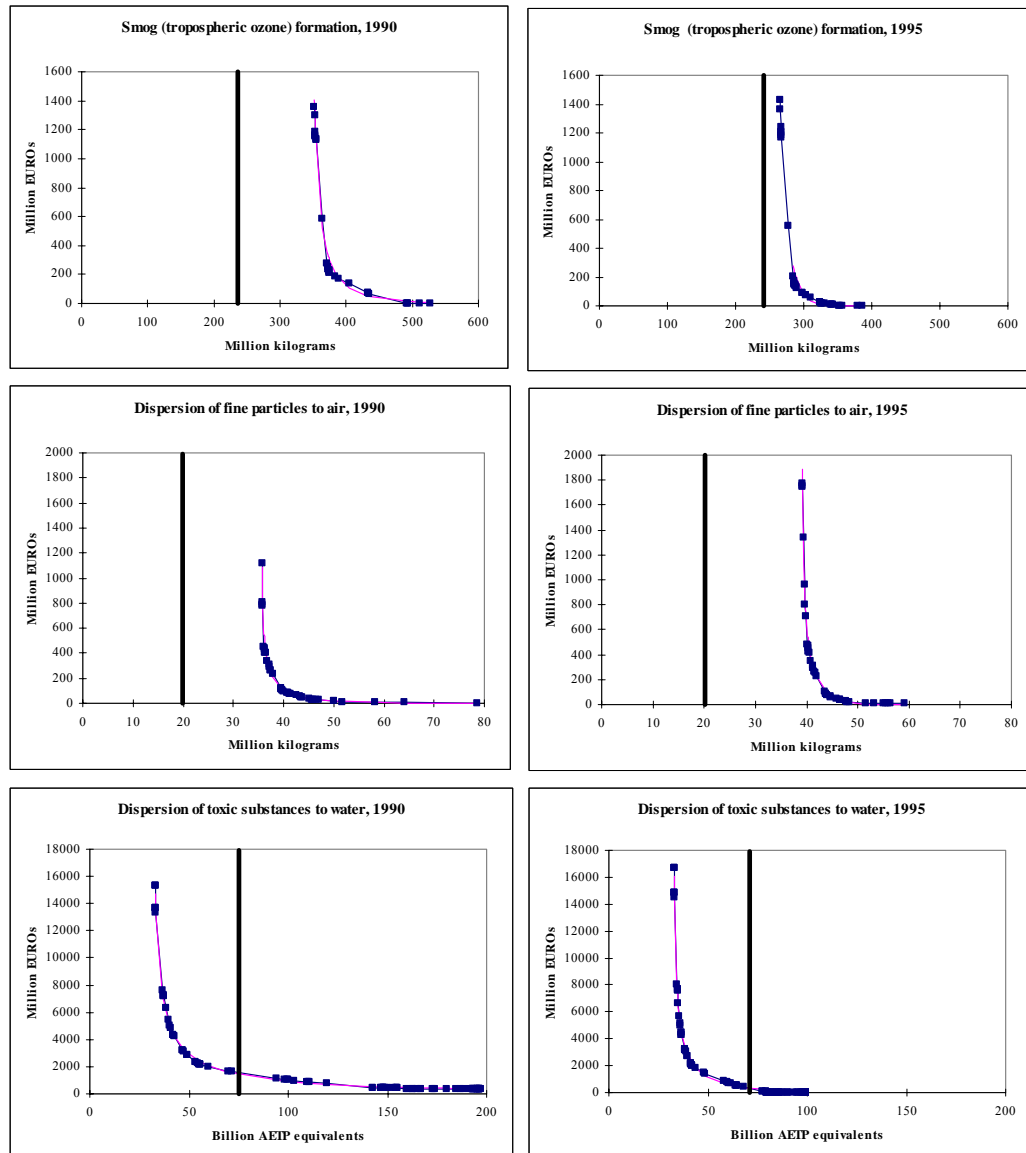 Smog (tropospheric ozone) formation, 1990
Million EUROs
1600
1400
1200
1000
800
600
400
200
0
0 100 200 300 400 500 600
Million kilograms
Smog (tropospheric ozone) formation, 1995
Million EUROs
1600
1400
1200
1000
800
600
400
200
0
0 100 200 300 400 500 600
Million kilograms
Dispersion of fine particles to air, 1990
Million EUROs
2000
1800
1600
1400
1200
1000
800
600
400
200
0
0 10 20 30 40 50 60 70 80
Million kilograms
Dispersion of fine particles to air, 1995
Million EUROs
2000
1800
1600
1400
1200
1000
800
600
400
200
0
0 10 20 30 40 50 60 70 80
Million kilograms
Dispersion of toxic substances to water, 1990
Million EUROs
18000
16000
14000
12000
10000
8000
6000
4000
2000
0
0 50 100 150 200
Billion AETP equivalents
Dispersion of toxic substances to water, 1995
Million EUROs
18000
16000
14000
12000
10000
8000
6000
4000
2000
0
0 50 100 150 200
Billion AETP equivalents